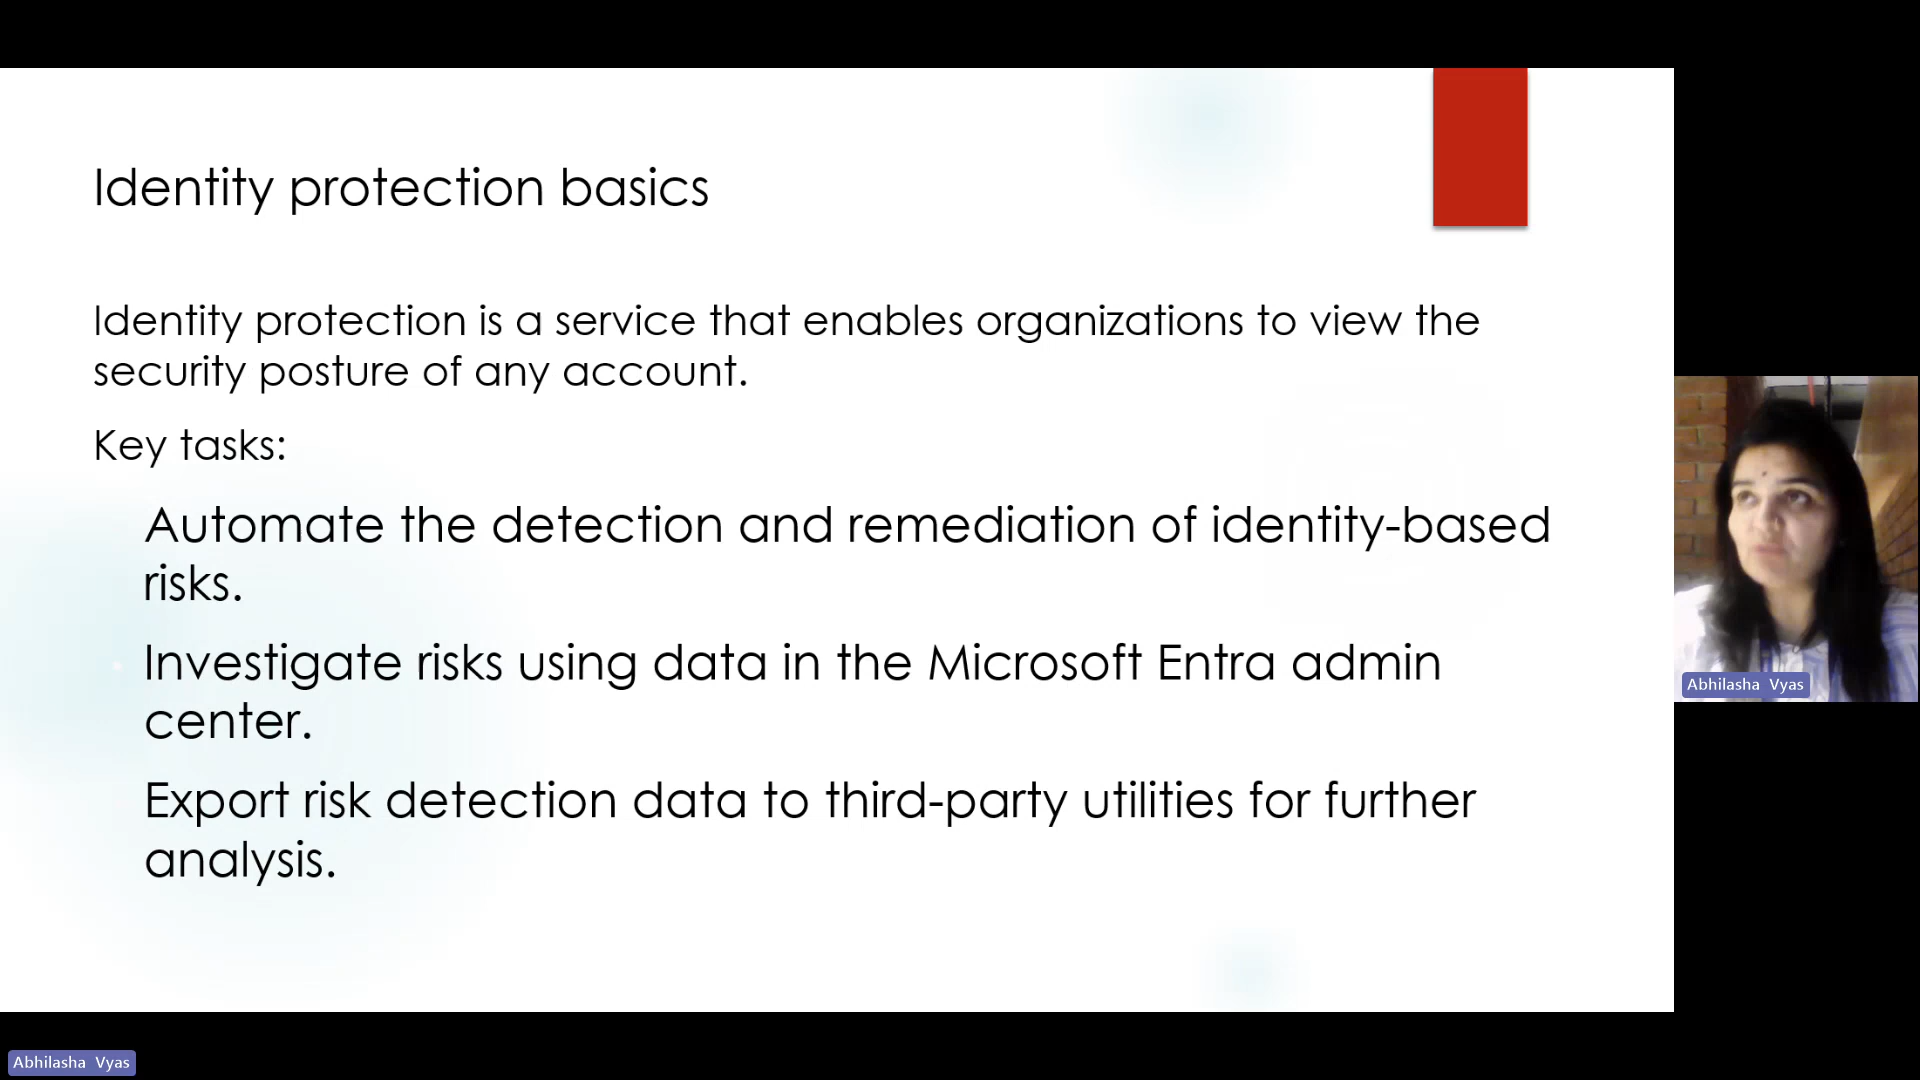 Identity protection basics
Identity protection is a service that enables organizations to view the
security posture of any account.
Key tasks:
Automate the detection and remediation of identity-based
risks.
Investigate risks using data in the Microsoft Entra admin
center.
Export risk detection data to third-party utilities for further
analysis.
Abhilasha Vyas
Abhilasha Vyas